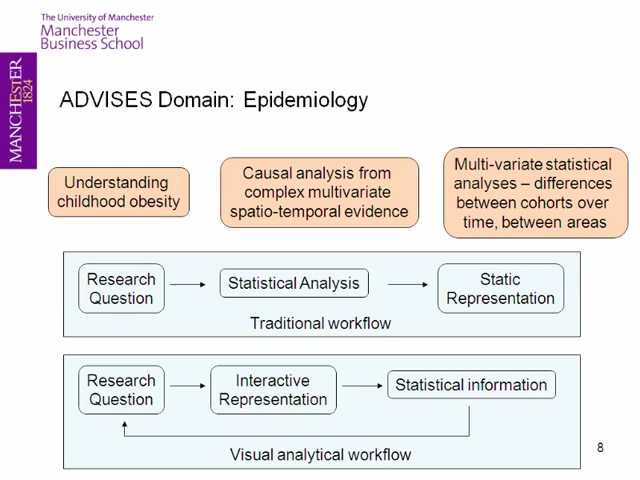 The University of Manchester
Manchester
Business School
MANCHESTER
1824
ADVISES Domain: Epidemiology
Understanding
childhood obesity
Causal analysis from
complex multivariate
spatio-temporal evidence
Multi-variate statistical
analyses – differences
between cohorts over
time, between areas
Research
Question
Statistical Analysis
Static
Representation
Traditional workflow
Research
Question
Interactive
Representation
Statistical information
Visual analytical workflow
8